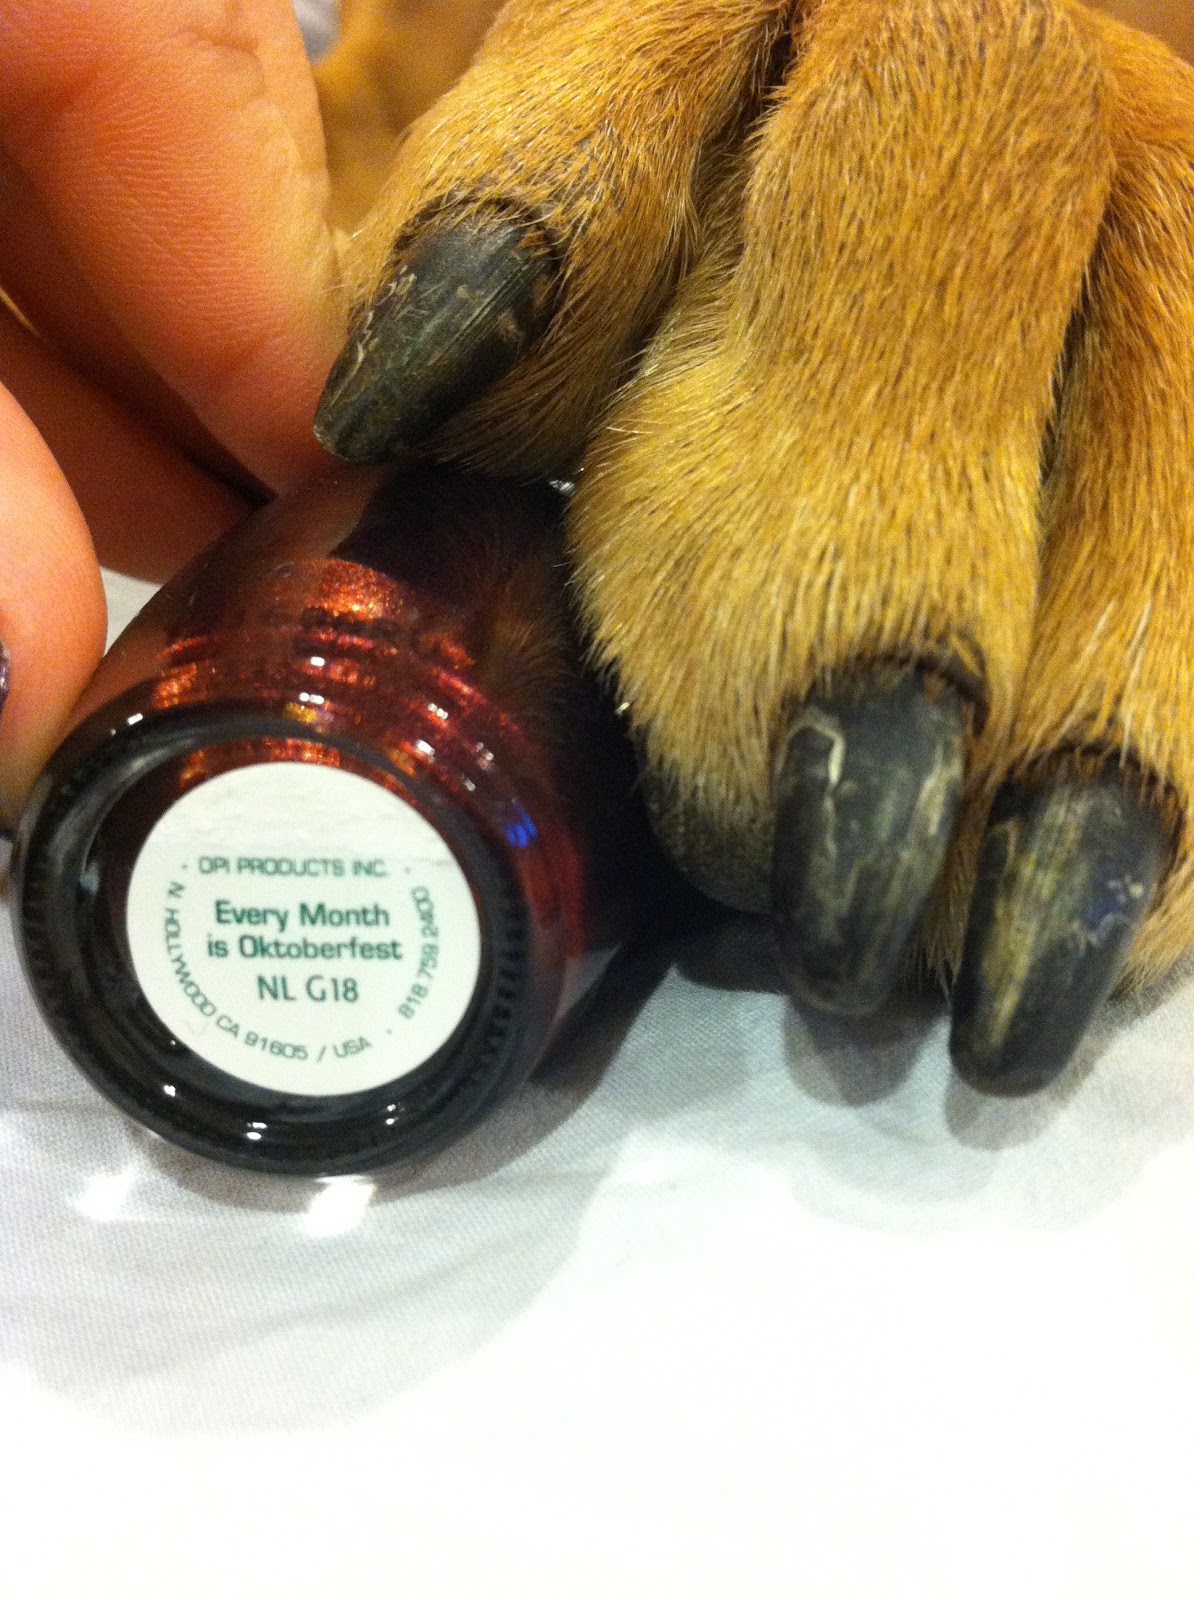 · OPI PRODUCTS INC. ·
Every Month
is Oktoberfest
NL G18
N. HOLLYWOOD CA 91605 / USA · 818.759.2400